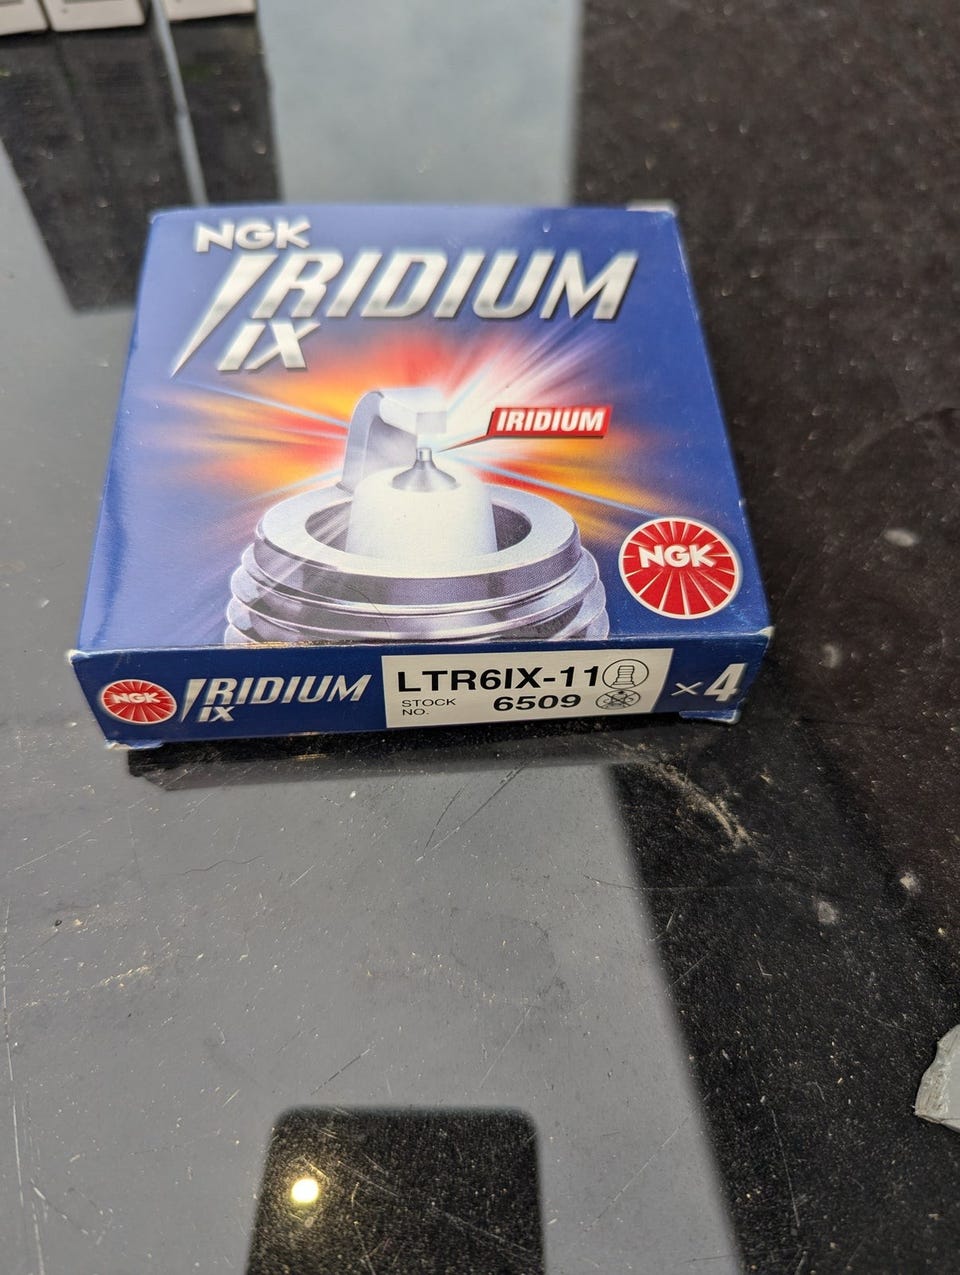 NGK
IRIDIUM
IX
IRIDIUM
NGK
NGK
IRIDIUM
IX
LTR6IX-11
STOCK
NO.
6509
×4